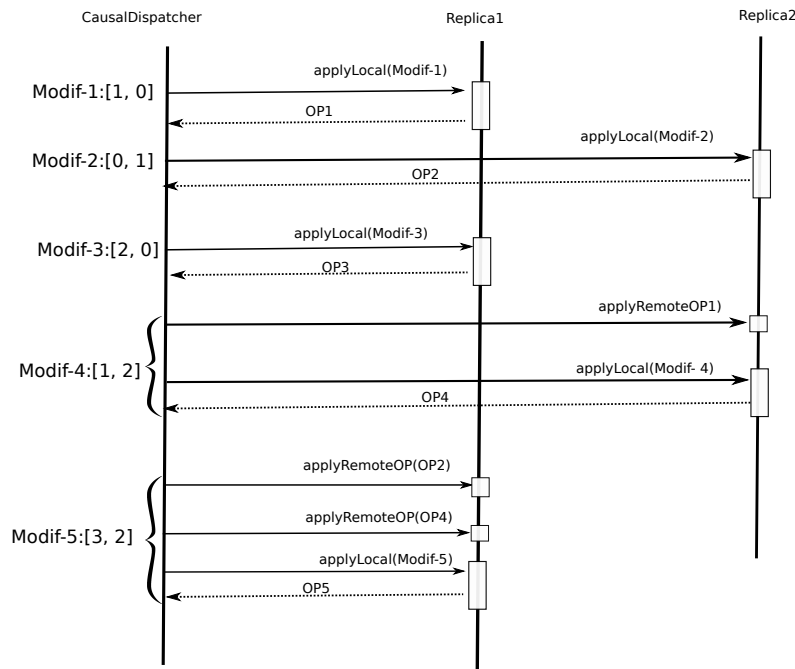 CausalDispatcher
Replica1
Replica2
applyLocal(Modif-1)
Modif-1:[1, 0]
OP1
applyLocal(Modif-2)
Modif-2:[0, 1]
OP2
applyLocal(Modif-3)
Modif-3:[2, 0]
OP3
applyRemoteOP1)
Modif-4:[1, 2]
applyLocal(Modif- 4)
OP4
applyRemoteOP(OP2)
applyRemoteOP(OP4)
Modif-5:[3, 2]
applyLocal(Modif-5)
OP5